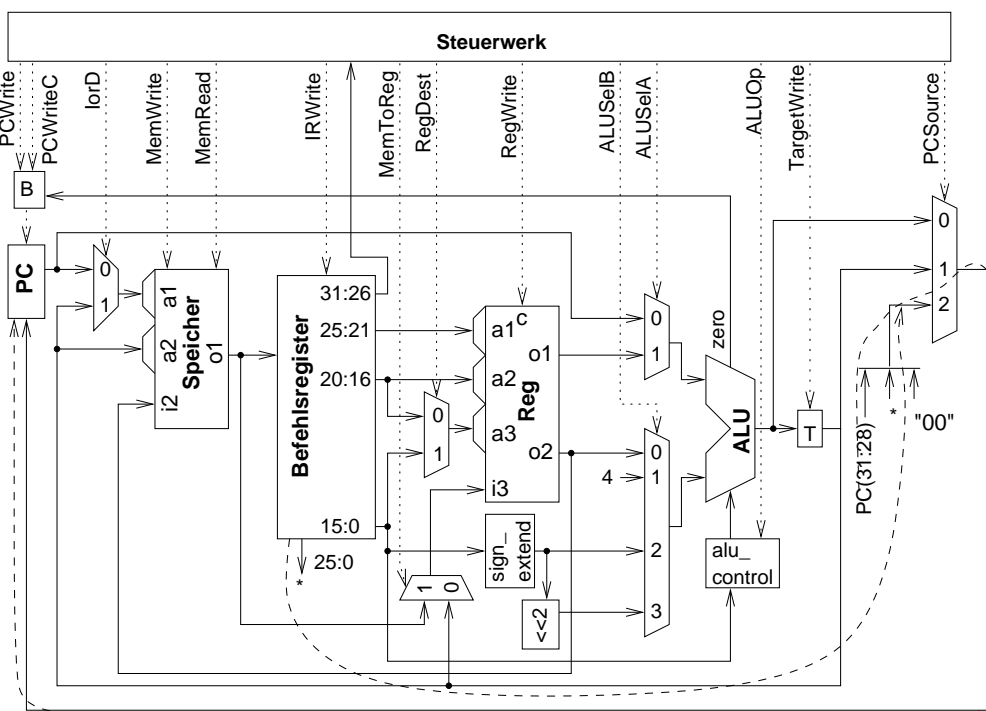 Steuerwerk
PCWrite
PCWriteC
IorD
MemWrite
MemRead
IRWrite
MemToReg
RegDest
RegWrite
ALUSelB
ALUSelA
ALUOp
TargetWrite
PCSource
B
PC
0
1
a1
a2
i2
o1
Speicher
Befehlsregister
31:26
25:21
20:16
15:0
25:0
*
0
1
1
0
a1
c
a2
a3
i3
o1
o2
Reg
sign_
extend
<<2
0
1
4
0
1
2
3
zero
ALU
alu_
control
T
0
1
2
PC(31:28)
*
"00"